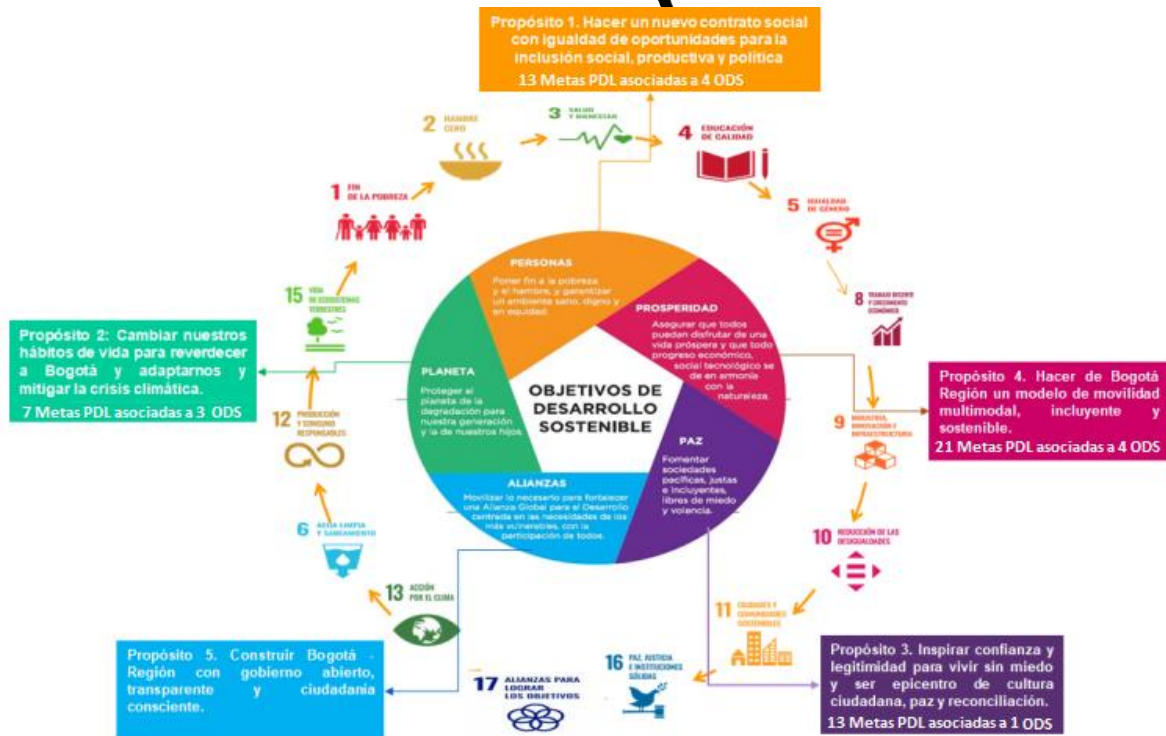 Propósito 1. Hacer un nuevo contrato social
con igualdad de oportunidades para la
inclusión social, productiva y política
13 Metas PDL asociadas a 4 ODS
2 HAMBRE
CERO
3 SALUD
Y BIENESTAR
4 EDUCACIÓN
DE CALIDAD
1 FIN
DE LA POBREZA
5 IGUALDAD
DE GÉNERO
15 VIDA
DE ECOSISTEMAS
TERRESTRES
8 TRABAJO DECENTE
Y CRECIMIENTO
ECONÓMICO
PERSONAS
Poner fin a la pobreza
y el hambre, y garantizar
un ambiente sano, digno y
en equidad.
PROSPERIDAD
Asegurar que todos
puedan disfrutar de una
vida próspera y que todo
progreso económico,
social tecnológico se
de en armonía
con la
naturaleza.
Propósito 2: Cambiar nuestros
hábitos de vida para reverdecer
a Bogotá y adaptarnos y
mitigar la crisis climática.
7 Metas PDL asociadas a 3 ODS
PLANETA
Proteger el
planeta de la
degradación para
nuestra generación
y la de nuestros hijos.
OBJETIVOS DE
DESARROLLO
SOSTENIBLE
Propósito 4. Hacer de Bogotá
Región un modelo de movilidad
multimodal, incluyente y
sostenible.
21 Metas PDL asociadas a 4 ODS
12 PRODUCCIÓN
Y CONSUMO
RESPONSABLES
9 INDUSTRIA,
INNOVACIÓN E
INFRAESTRUCTURA
PAZ
Fomentar
sociedades
pacíficas, justas
e incluyentes,
libres de miedo
y violencia.
ALIANZAS
Movilizar lo necesario para fortalecer
una Alianza Global para el Desarrollo
centrada en las necesidades de los
más vulnerables, con la
participación de todos.
6 AGUA LIMPIA
Y SANEAMIENTO
10 REDUCCIÓN DE LAS
DESIGUALDADES
13 ACCIÓN
POR EL CLIMA
11 CIUDADES Y
COMUNIDADES
SOSTENIBLES
Propósito 5. Construir Bogotá -
Región con gobierno abierto,
transparente y ciudadanía
consciente.
17 ALIANZAS PARA
LOGRAR
LOS OBJETIVOS
16 PAZ, JUSTICIA
E INSTITUCIONES
SÓLIDAS
Propósito 3. Inspirar confianza y
legitimidad para vivir sin miedo
y ser epicentro de cultura
ciudadana, paz y reconciliación.
13 Metas PDL asociadas a 1 ODS